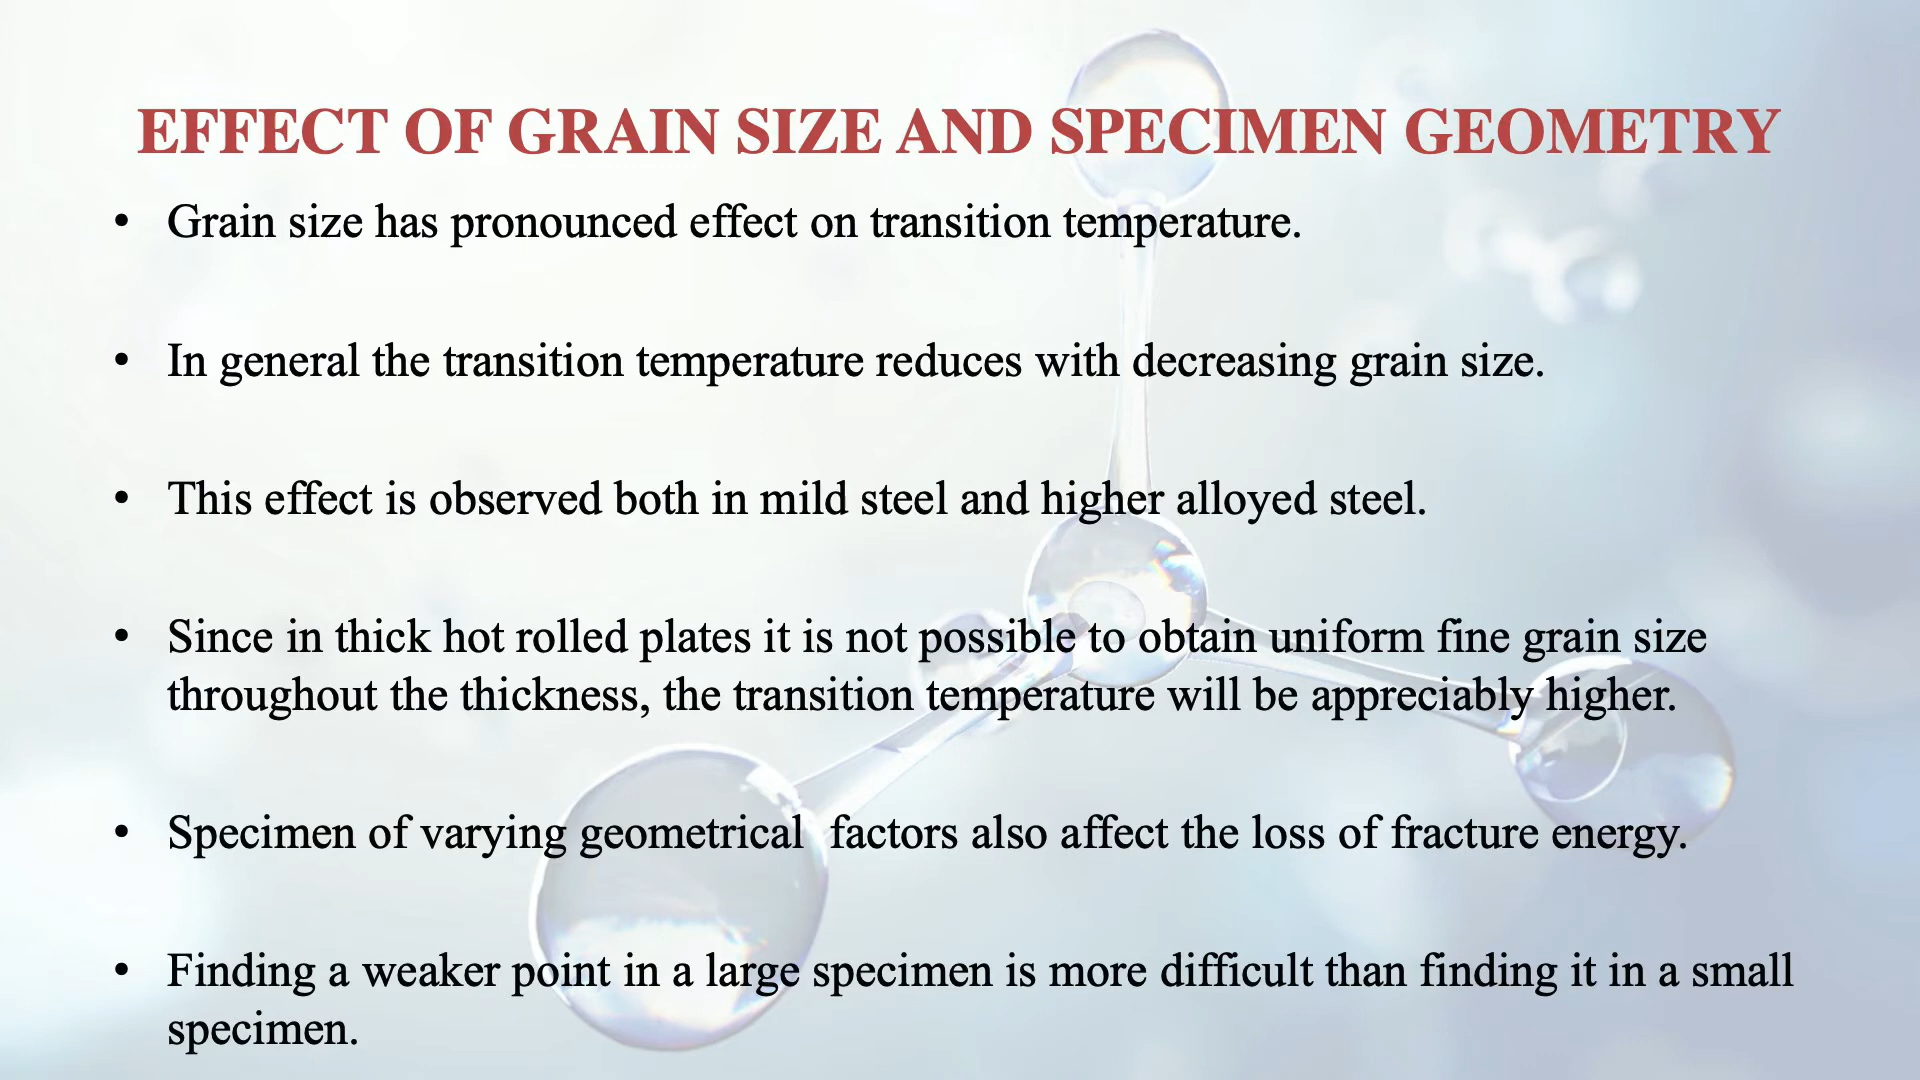 EFFECT OF GRAIN SIZE AND SPECIMEN GEOMETRY
• Grain size has pronounced effect on transition temperature.
• In general the transition temperature reduces with decreasing grain size.
• This effect is observed both in mild steel and higher alloyed steel.
• Since in thick hot rolled plates it is not possible to obtain uniform fine grain size
throughout the thickness, the transition temperature will be appreciably higher.
• Specimen of varying geometrical  factors also affect the loss of fracture energy.
• Finding a weaker point in a large specimen is more difficult than finding it in a small
specimen.